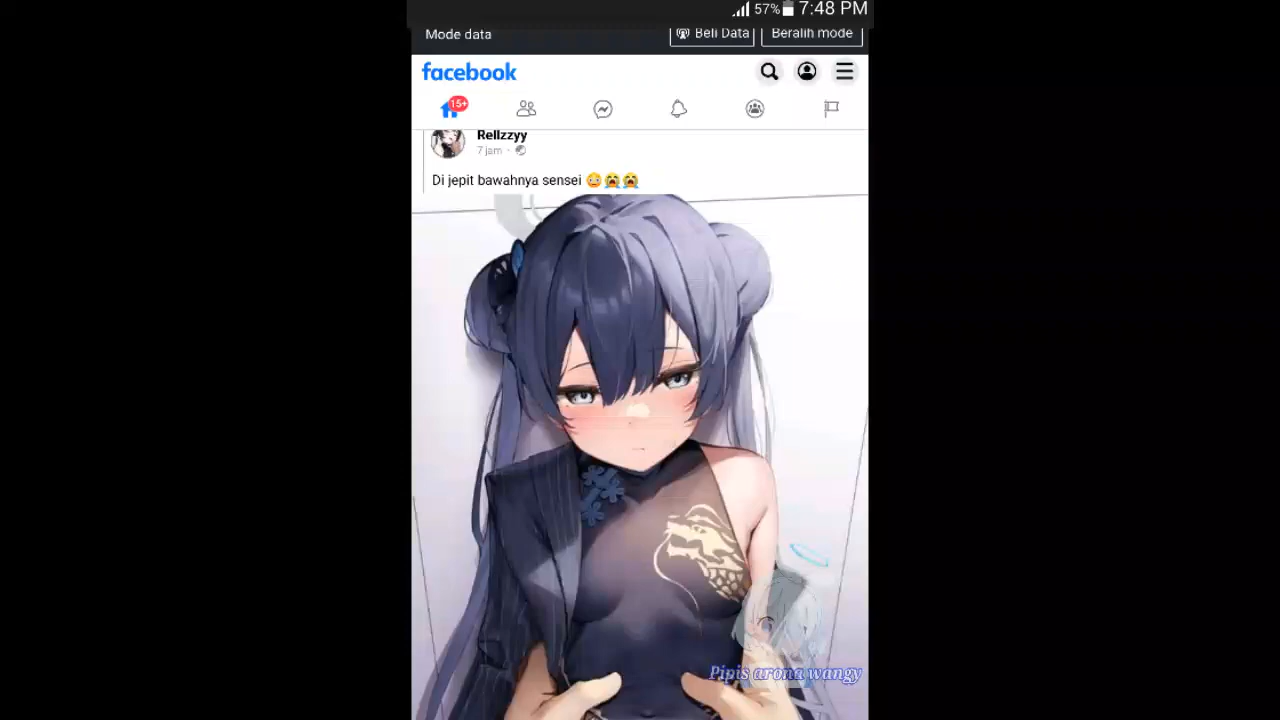 57% 7:48 PM
Mode data Beli Data Beralih mode
facebook
15+
Rellzzyy
7 jam ·
Di jepit bawahnya sensei 😳😭😭
Pipis arona wangy